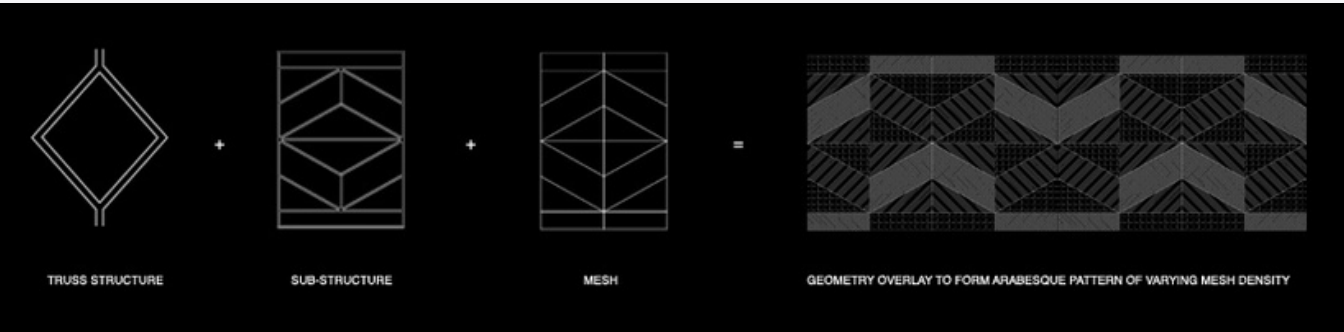 + + =
TRUSS STRUCTURE SUB-STRUCTURE MESH GEOMETRY OVERLAY TO FORM ARABESQUE PATTERN OF VARYING MESH DENSITY